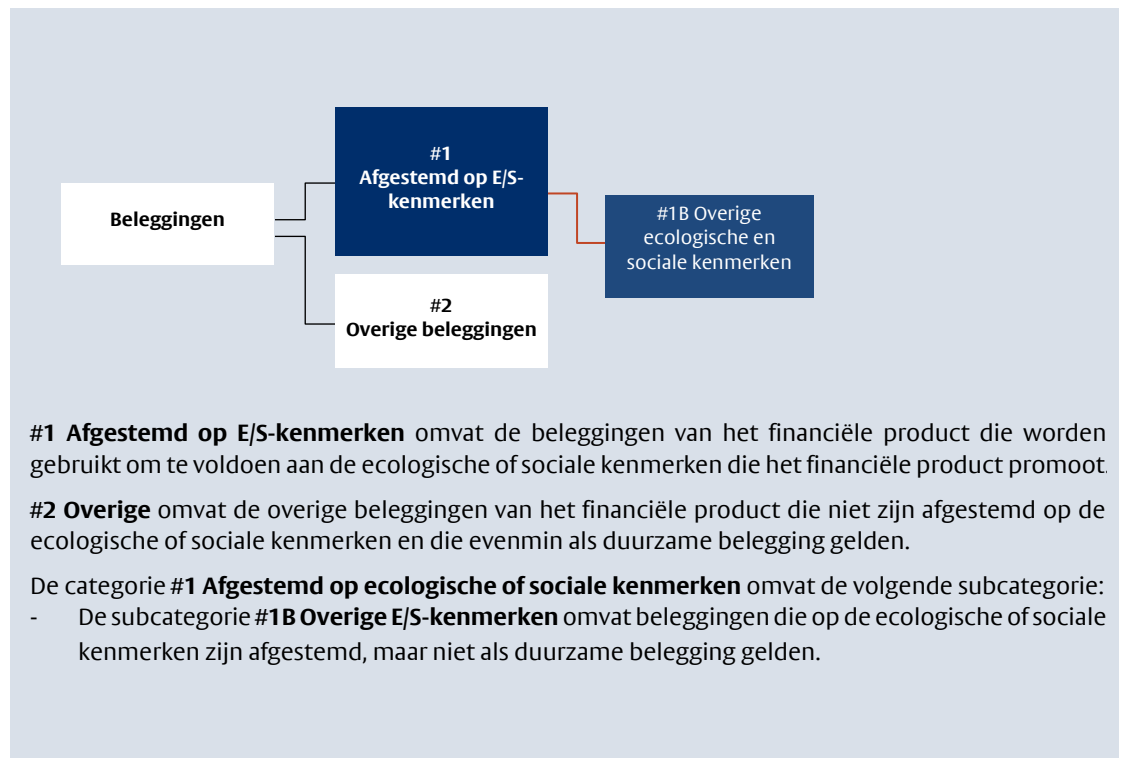 #1
Afgestemd op E/S-
kenmerken
Beleggingen
#1B Overige
ecologische en
sociale kenmerken
#2
Overige beleggingen
#1 Afgestemd op E/S-kenmerken omvat de beleggingen van het financiële product die worden
gebruikt om te voldoen aan de ecologische of sociale kenmerken die het financiële product promoot.
#2 Overige omvat de overige beleggingen van het financiële product die niet zijn afgestemd op de
ecologische of sociale kenmerken en die evenmin als duurzame belegging gelden.
De categorie #1 Afgestemd op ecologische of sociale kenmerken omvat de volgende subcategorie:
- De subcategorie #1B Overige E/S-kenmerken omvat beleggingen die op de ecologische of sociale
kenmerken zijn afgestemd, maar niet als duurzame belegging gelden.